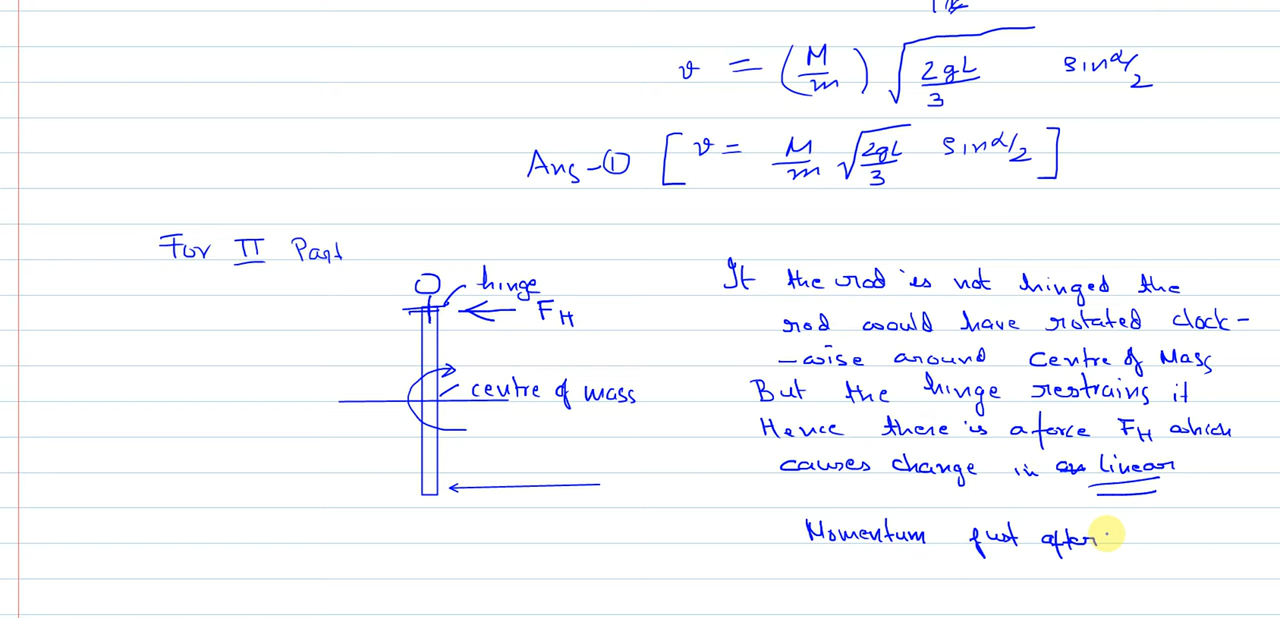 v = (M/m) √(2gL/3) sin α/2
Ans-① [ v = M/m √(2gL/3) sin α/2 ]
For II Part
hinge
F_H
centre of mass
If the rod is not hinged the
rod would have rotated clock-
-wise around Centre of Mass
But the hinge restrains it
Hence there is a force F_H which
causes change in Linear
Momentum just after